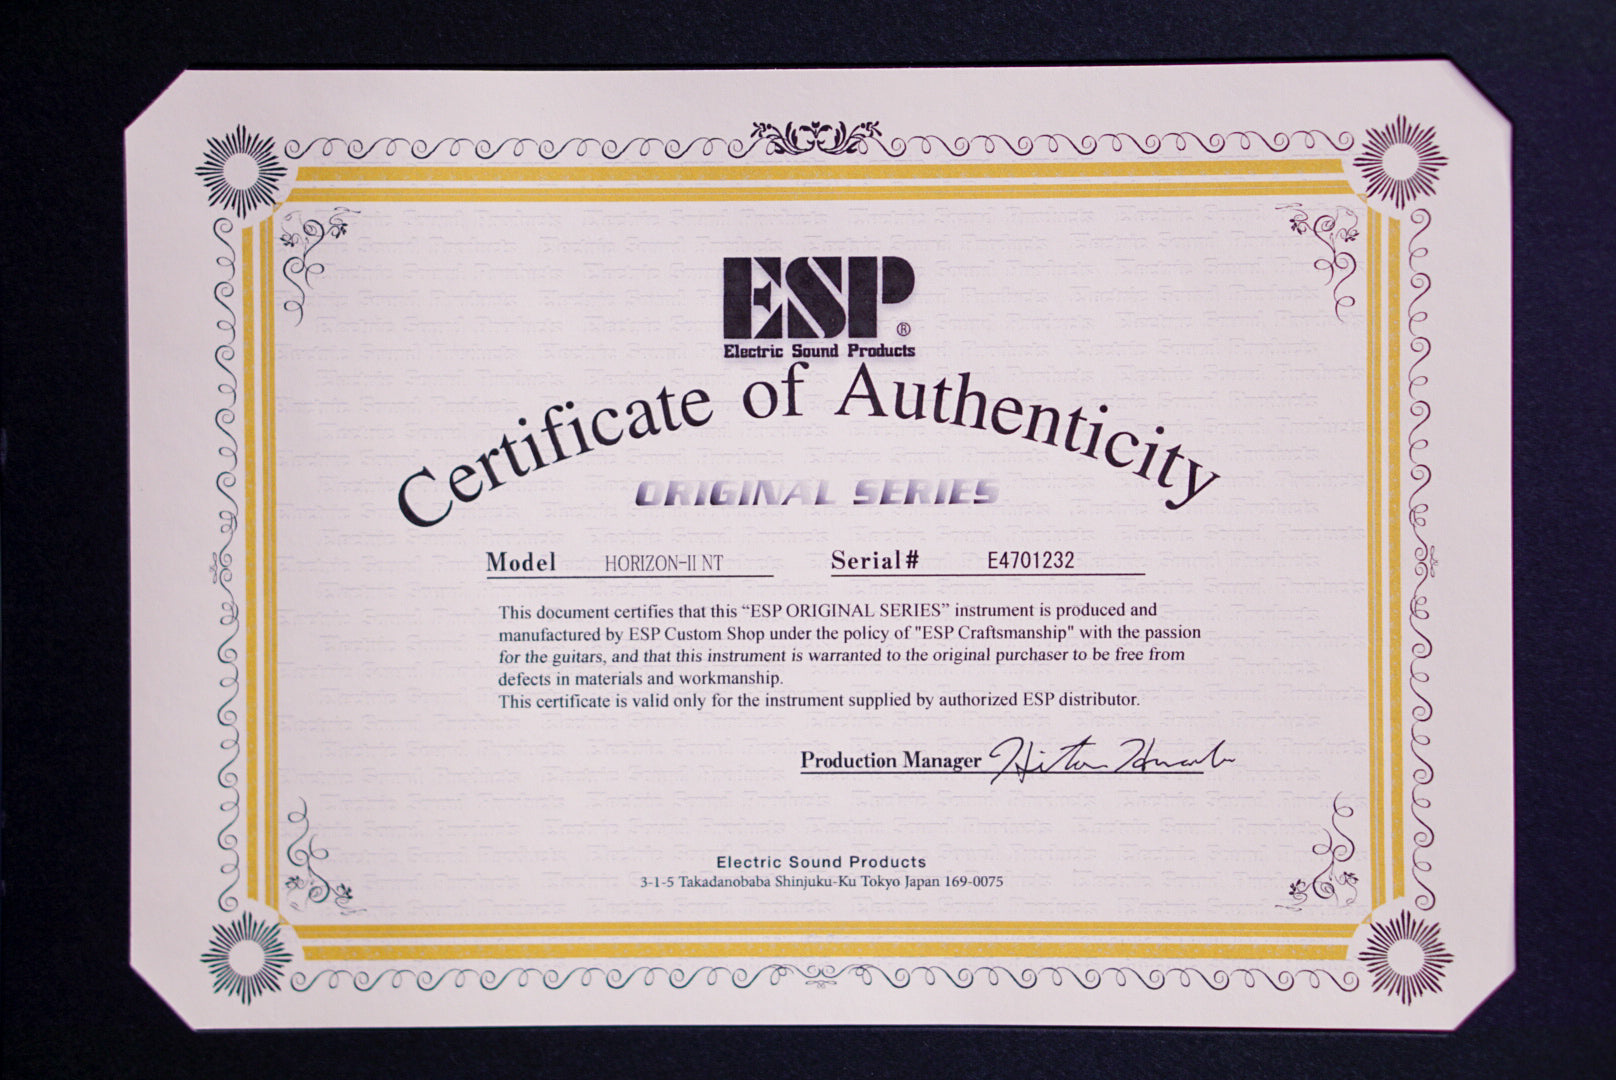 ESP®
Electric Sound Products
Certificate of Authenticity
ORIGINAL SERIES
Model HORIZON-II NT Serial# E4701232
This document certifies that this “ESP ORIGINAL SERIES” instrument is produced and
manufactured by ESP Custom Shop under the policy of "ESP Craftsmanship" with the passion
for the guitars, and that this instrument is warranted to the original purchaser to be free from
defects in materials and workmanship.
This certificate is valid only for the instrument supplied by authorized ESP distributor.
Production Manager
Electric Sound Products
3-1-5 Takadanobaba Shinjuku-Ku Tokyo Japan 169-0075